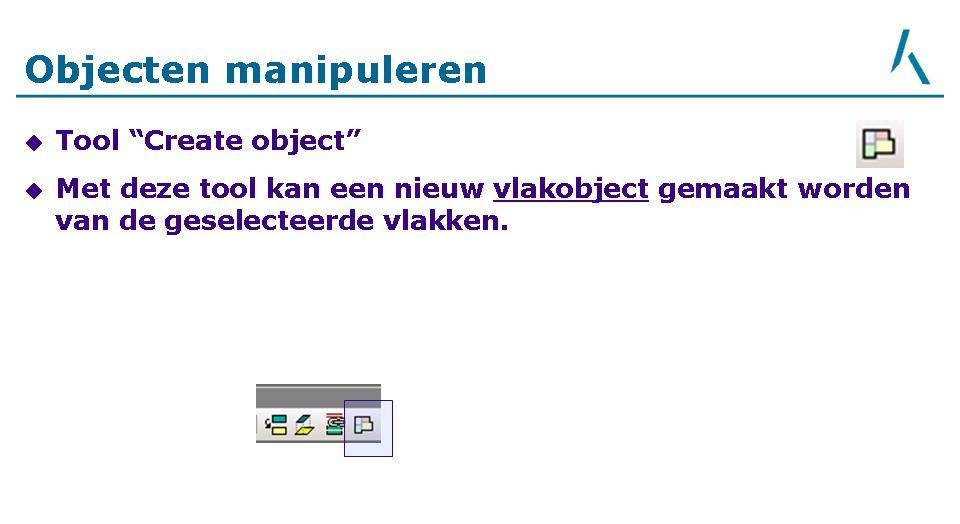 Objecten manipuleren
Tool “Create object”
Met deze tool kan een nieuw vlakobject gemaakt worden
van de geselecteerde vlakken.